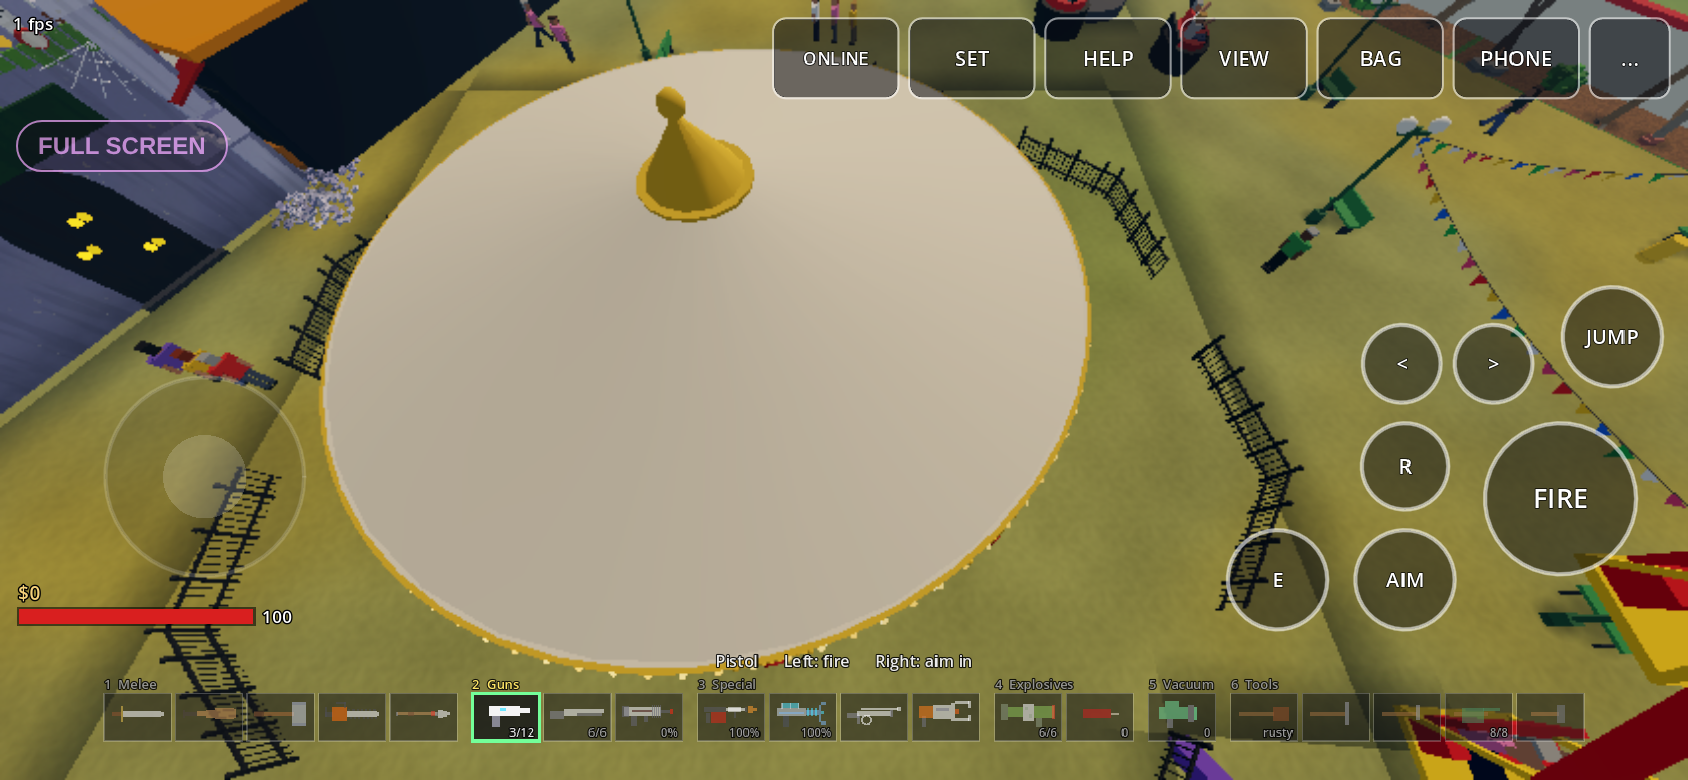 1 fps
ONLINE
SET
HELP
VIEW
BAG
PHONE
...
FULL SCREEN
JUMP
<
>
R
FIRE
E
AIM
$0
100
Pistol Left: fire Right: aim in
1 Melee
2 Guns
3 Special
4 Explosives
5 Vacuum
6 Tools
3/12
6/6
0%
100%
100%
6/6
0
0
rusty
8/8